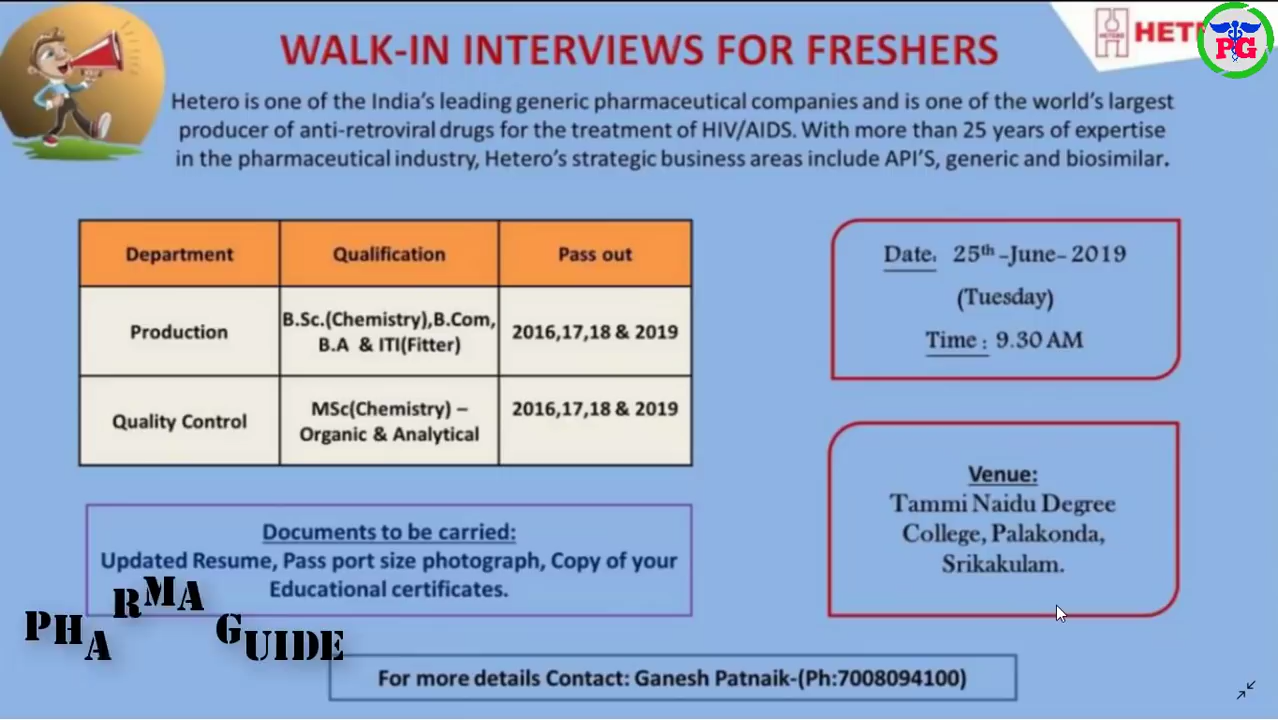 WALK-IN INTERVIEWS FOR FRESHERS
HETERO
HETE
PG
Hetero is one of the India's leading generic pharmaceutical companies and is one of the world's largest
producer of anti-retroviral drugs for the treatment of HIV/AIDS. With more than 25 years of expertise
in the pharmaceutical industry, Hetero's strategic business areas include API'S, generic and biosimilar.
Department Qualification Pass out
Production B.Sc.(Chemistry),B.Com, B.A & ITI(Fitter) 2016,17,18 & 2019
Quality Control MSc(Chemistry) – Organic & Analytical 2016,17,18 & 2019
Date: 25th -June- 2019
(Tuesday)
Time : 9.30 AM
Venue:
Tammi Naidu Degree
College, Palakonda,
Srikakulam.
Documents to be carried:
Updated Resume, Pass port size photograph, Copy of your
Educational certificates.
PHARMA GUIDE
For more details Contact: Ganesh Patnaik-(Ph:7008094100)